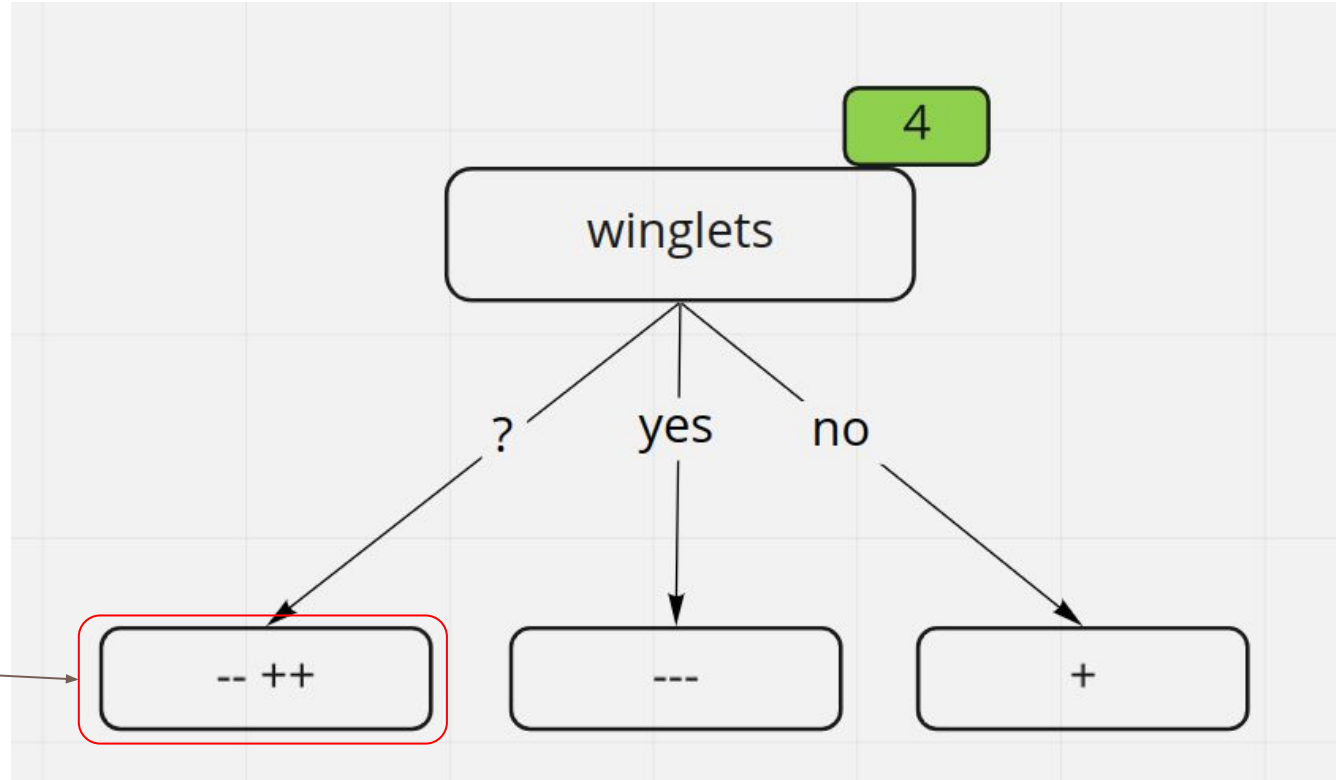 4
winglets
? yes no
-- ++ --- +